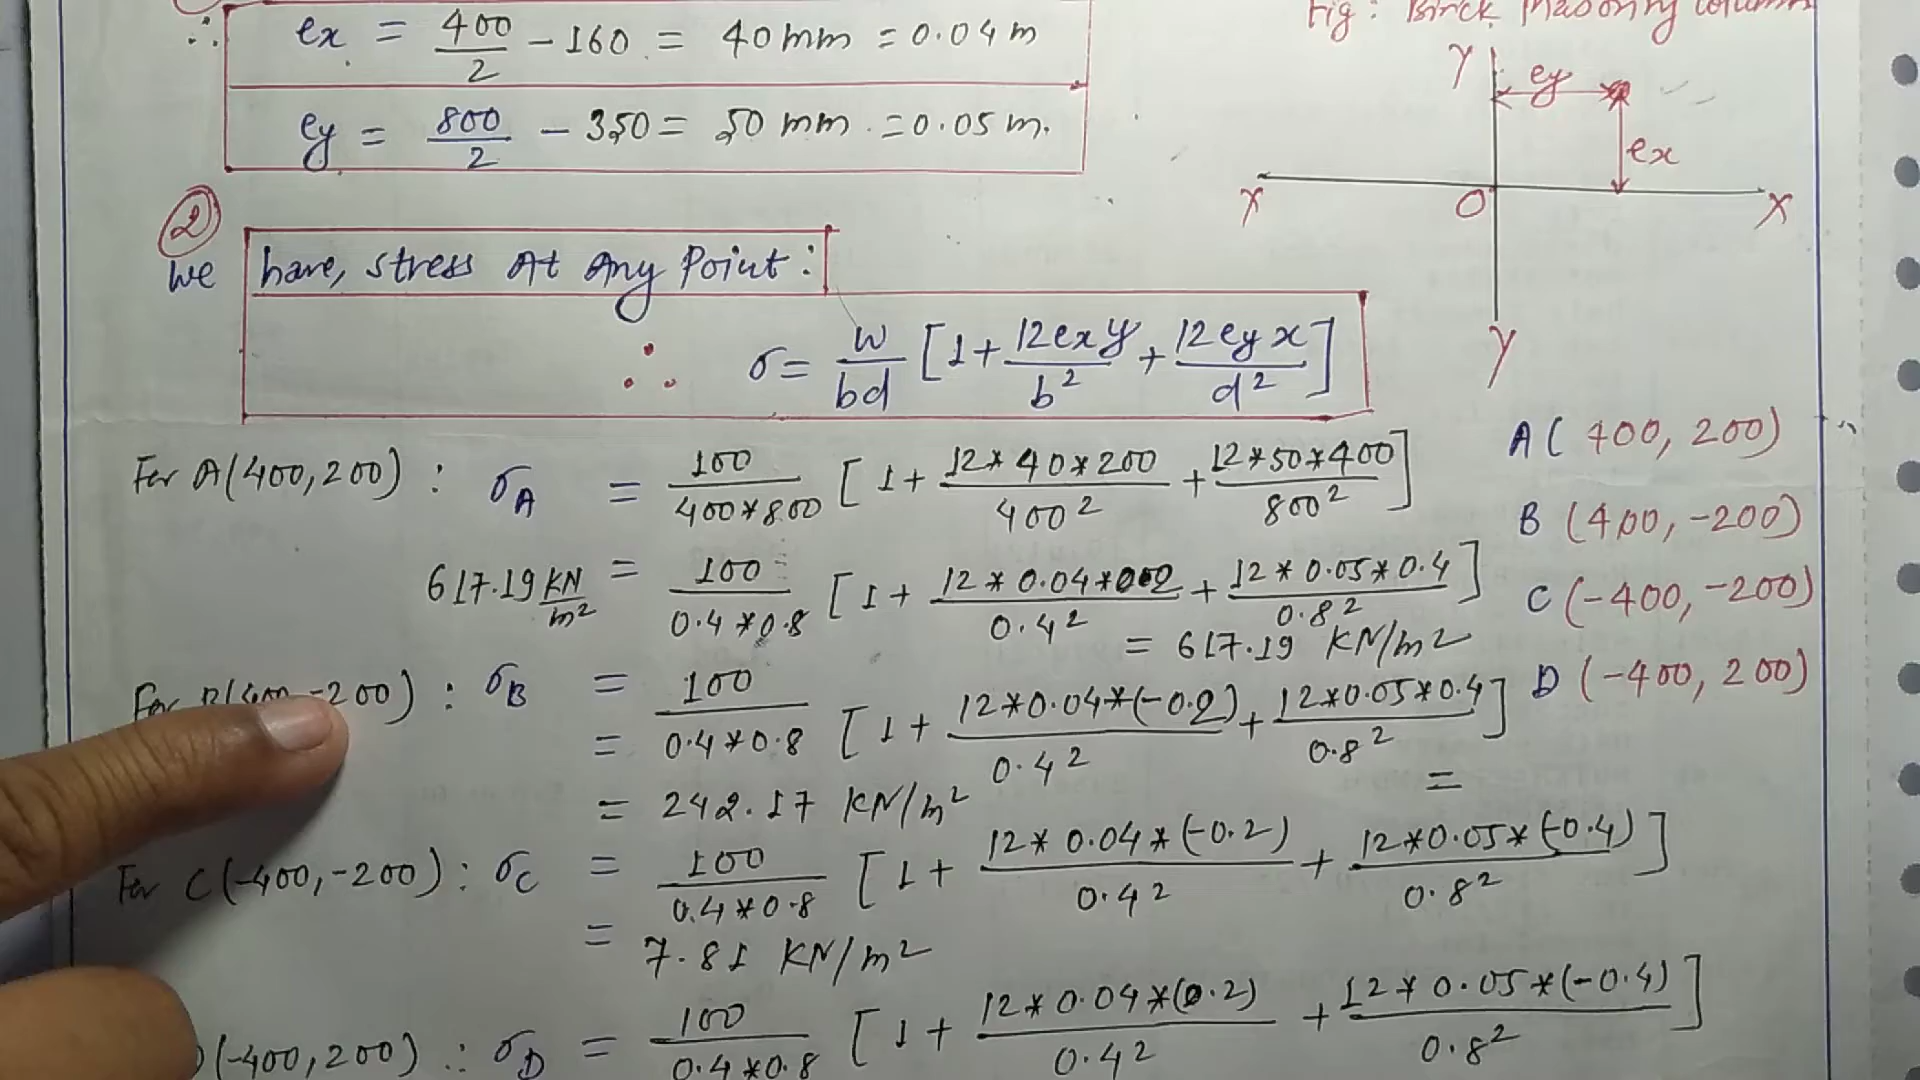 ∴ ex = 400/2 - 160 = 40 mm = 0.04 m
ey = 800/2 - 350 = 50 mm = 0.05 m.
Fig: Brick Masonry column
Y
ey
ex
X O X
Y
②
We have, stress At Any Point:
∴ σ = W/bd [1 + 12exy/b² + 12eyx/d²]
A( 400, 200)
B (400, -200)
C (-400, -200)
D (-400, 200)
For A(400,200) : σA = 100/400*800 [1 + 12*40*200/400² + 12*50*400/800²]
617.19 KN/m² = 100/0.4*0.8 [1 + 12*0.04*0.2/0.4² + 12*0.05*0.4/0.8²]
= 617.19 KN/m2
For B(400,-200) : σB = 100
= 0.4*0.8 [1 + 12*0.04*(-0.2)/0.4² + 12*0.05*0.4/0.8²]
= 242.17 KN/m² =
For C(-400,-200) : σC = 100/0.4*0.8 [1 + 12*0.04*(-0.2)/0.4² + 12*0.05*(-0.4)/0.8²]
= 7.81 KN/m2
D(-400,200) : σD = 100/0.4*0.8 [1 + 12*0.04*(0.2)/0.4² + 12*0.05*(-0.4)/0.8²]